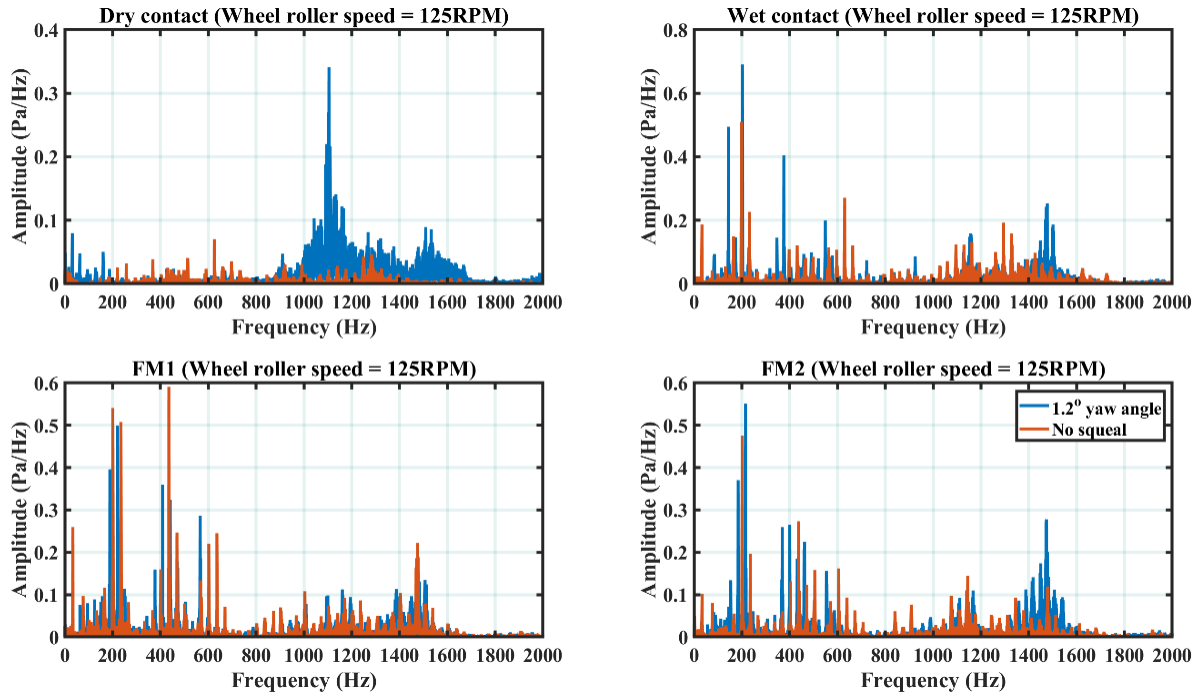 Dry contact (Wheel roller speed = 125RPM)
Amplitude (Pa/Hz)
0.4
0.3
0.2
0.1
0
0 200 400 600 800 1000 1200 1400 1600 1800 2000
Frequency (Hz)
Wet contact (Wheel roller speed = 125RPM)
Amplitude (Pa/Hz)
0.8
0.6
0.4
0.2
0
0 200 400 600 800 1000 1200 1400 1600 1800 2000
Frequency (Hz)
FM1 (Wheel roller speed = 125RPM)
Amplitude (Pa/Hz)
0.6
0.5
0.4
0.3
0.2
0.1
0
0 200 400 600 800 1000 1200 1400 1600 1800 2000
Frequency (Hz)
FM2 (Wheel roller speed = 125RPM)
Amplitude (Pa/Hz)
0.6
0.5
0.4
0.3
0.2
0.1
0
0 200 400 600 800 1000 1200 1400 1600 1800 2000
Frequency (Hz)
1.2° yaw angle
No squeal